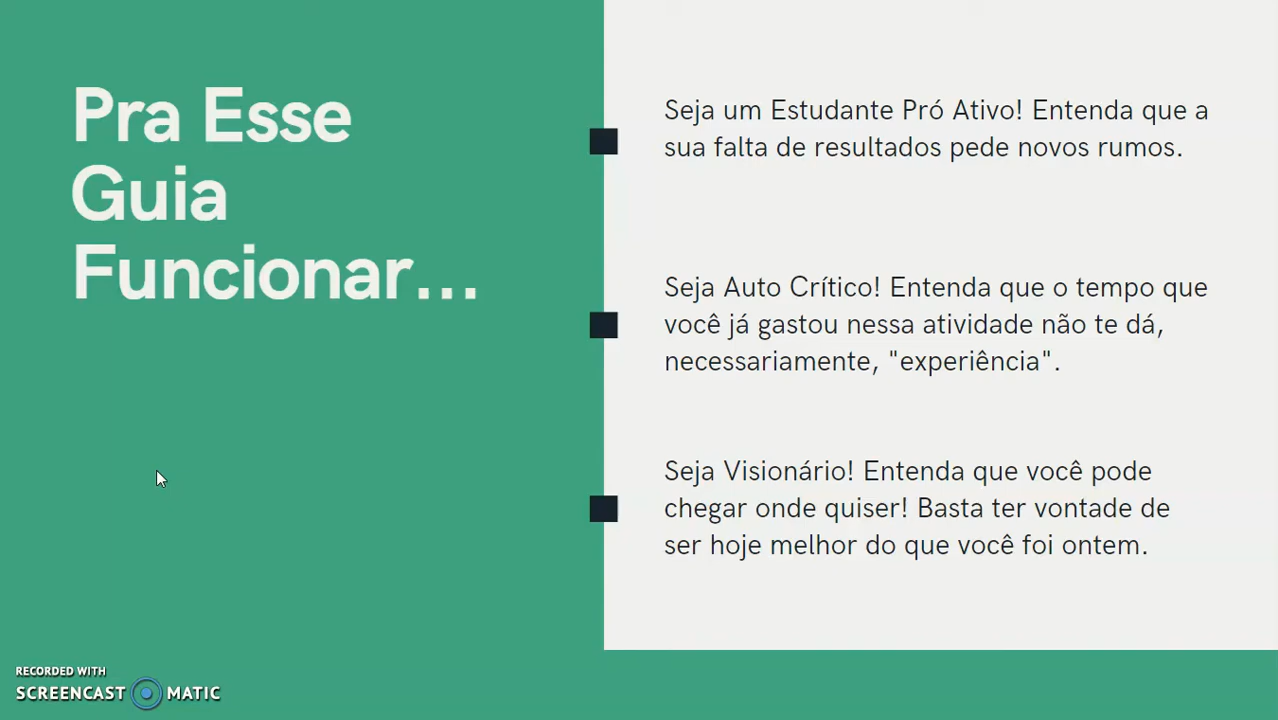 Pra Esse
Guia
Funcionar...
Seja um Estudante Pró Ativo! Entenda que a
sua falta de resultados pede novos rumos.
Seja Auto Crítico! Entenda que o tempo que
você já gastou nessa atividade não te dá,
necessariamente, "experiência".
Seja Visionário! Entenda que você pode
chegar onde quiser! Basta ter vontade de
ser hoje melhor do que você foi ontem.
RECORDED WITH
SCREENCAST MATIC